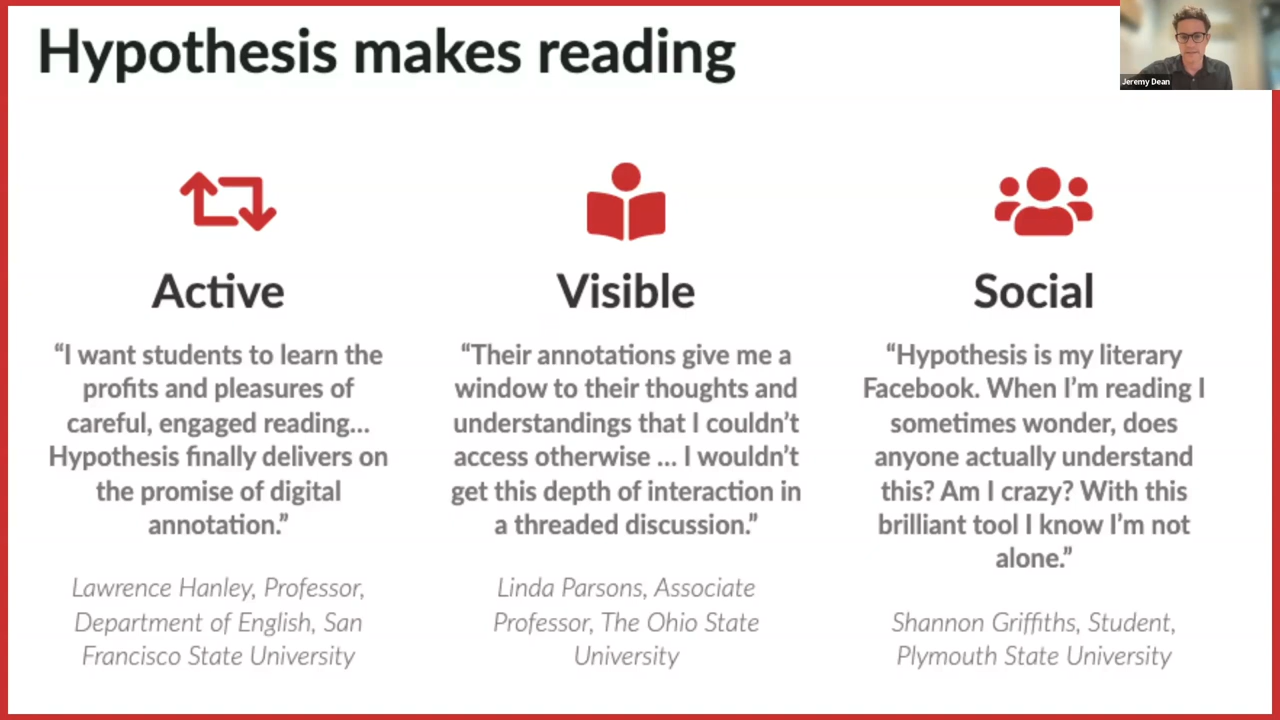 Hypothesis makes reading
Jeremy Dean
Active
“I want students to learn the
profits and pleasures of
careful, engaged reading...
Hypothesis finally delivers on
the promise of digital
annotation.”
Lawrence Hanley, Professor,
Department of English, San
Francisco State University
Visible
“Their annotations give me a
window to their thoughts and
understandings that I couldn’t
access otherwise ... I wouldn’t
get this depth of interaction in
a threaded discussion.”
Linda Parsons, Associate
Professor, The Ohio State
University
Social
“Hypothesis is my literary
Facebook. When I’m reading I
sometimes wonder, does
anyone actually understand
this? Am I crazy? With this
brilliant tool I know I’m not
alone.”
Shannon Griffiths, Student,
Plymouth State University